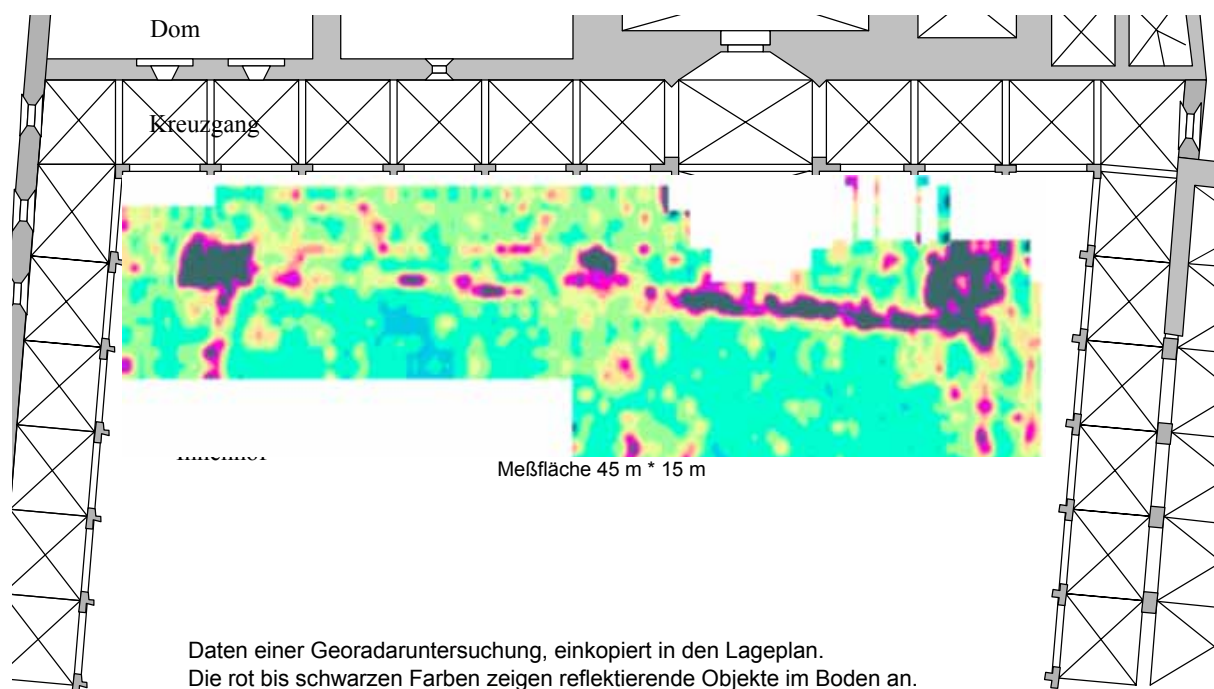 Dom
Kreuzgang
Innenhof
Meßfläche 45 m * 15 m
Daten einer Georadaruntersuchung, einkopiert in den Lageplan.
Die rot bis schwarzen Farben zeigen reflektierende Objekte im Boden an.